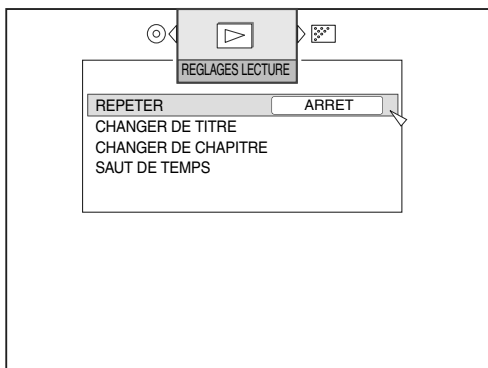 REGLAGES LECTURE
REPETER ARRET
CHANGER DE TITRE
CHANGER DE CHAPITRE
SAUT DE TEMPS